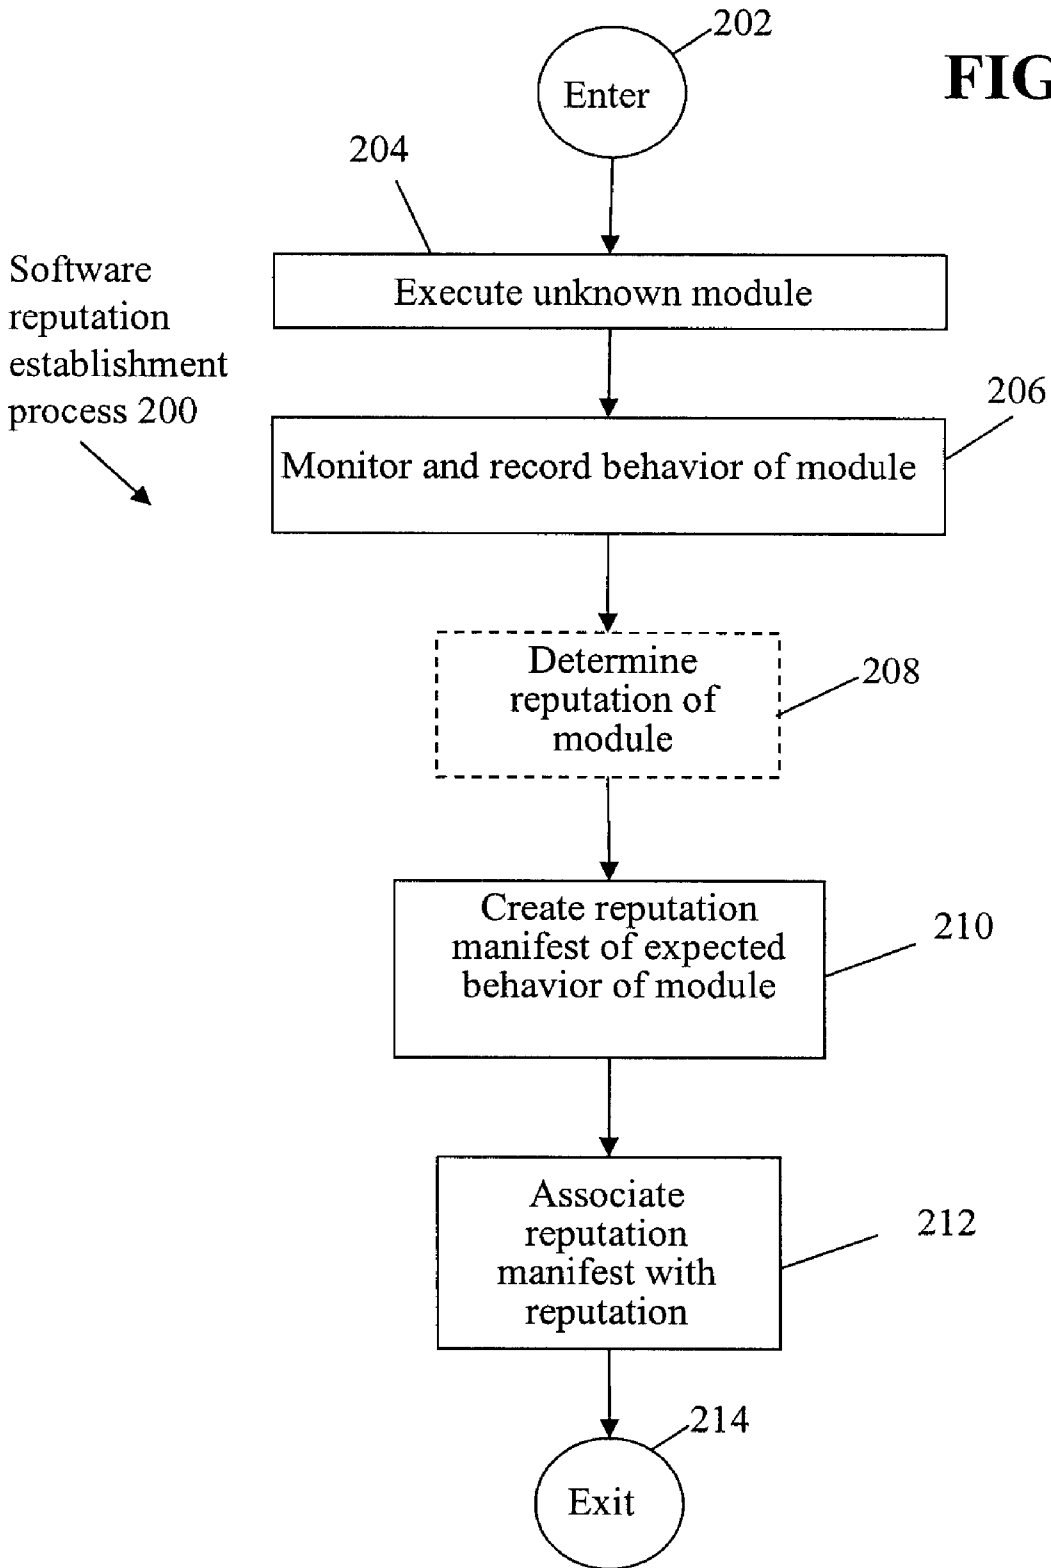 202
FIG
Enter
204
Software
reputation
establishment
process 200
Execute unknown module
206
Monitor and record behavior of module
Determine
reputation of
module
208
Create reputation
manifest of expected
behavior of module
210
Associate
reputation
manifest with
reputation
212
214
Exit